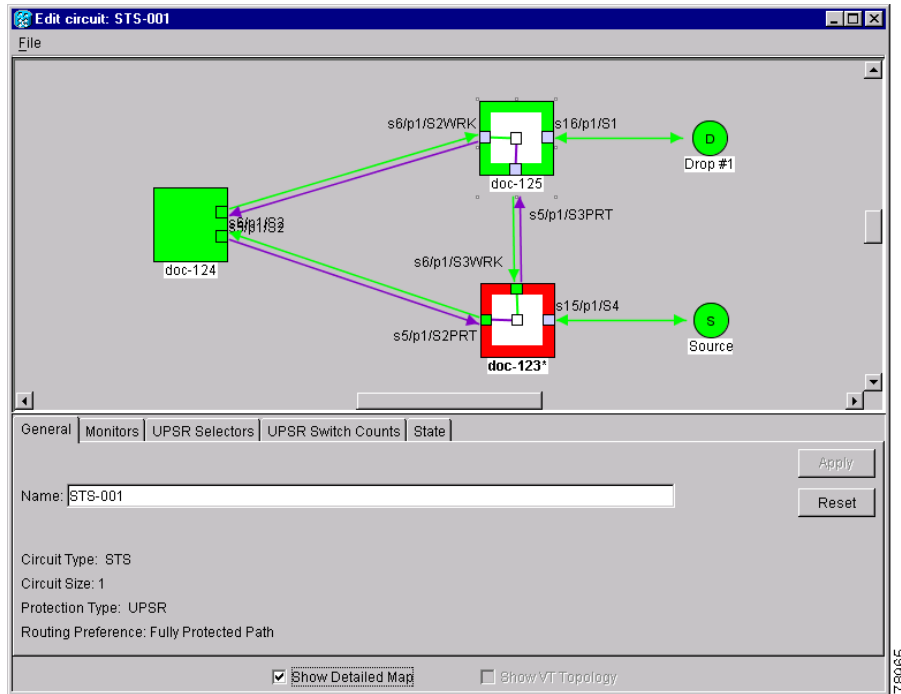 Edit circuit: STS-001
File
s6/p1/S2WRK
s16/p1/S1
D
Drop #1
doc-125
s5/p1/S3PRT
doc-124
s6/p1/S3WRK
s15/p1/S4
S
Source
s5/p1/S2PRT
doc-123*
General Monitors UPSR Selectors UPSR Switch Counts State
Apply
Name: STS-001
Reset
Circuit Type: STS
Circuit Size: 1
Protection Type: UPSR
Routing Preference: Fully Protected Path
Show Detailed Map Show VT Topology
78965